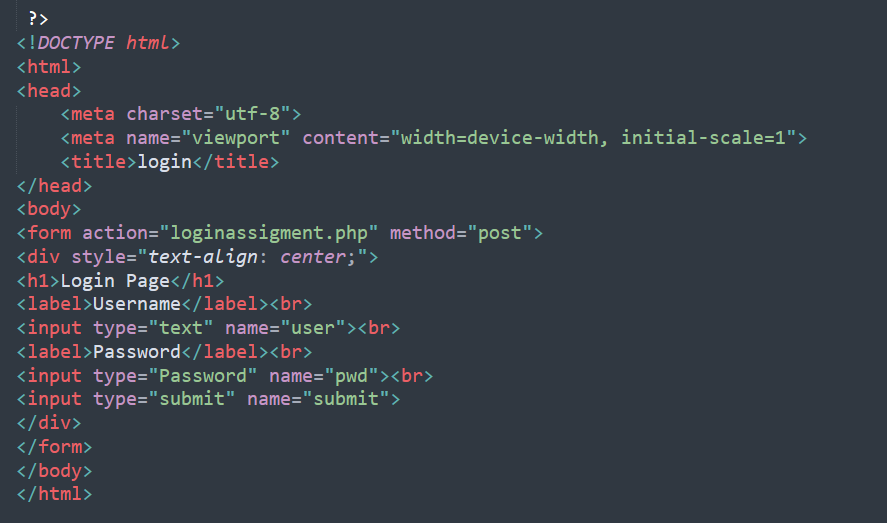 ?>
<!DOCTYPE html>
<html>
<head>
<meta charset="utf-8">
<meta name="viewport" content="width=device-width, initial-scale=1">
<title>login</title>
</head>
<body>
<form action="loginassigment.php" method="post">
<div style="text-align: center;">
<h1>Login Page</h1>
<label>Username</label><br>
<input type="text" name="user"><br>
<label>Password</label><br>
<input type="Password" name="pwd"><br>
<input type="submit" name="submit">
</div>
</form>
</body>
</html>